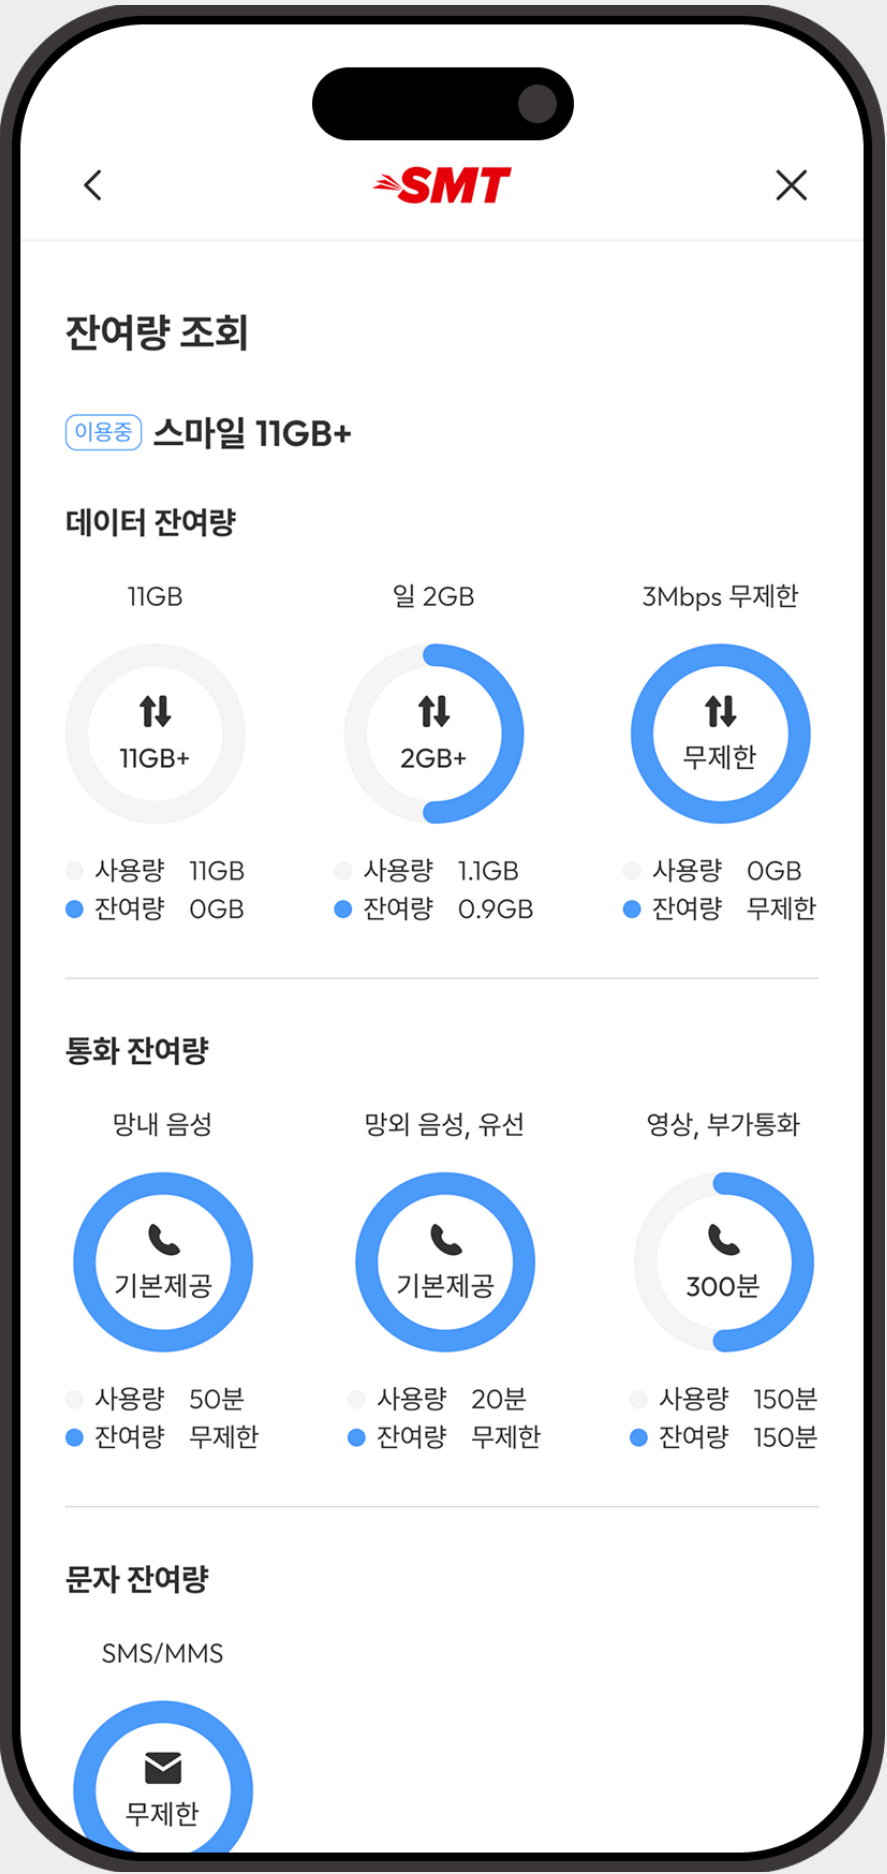 SMT
잔여량 조회
이용중 스마일 11GB+
데이터 잔여량
11GB 일 2GB 3Mbps 무제한
11GB+ 2GB+ 무제한
사용량 11GB 사용량 1.1GB 사용량 0GB
잔여량 0GB 잔여량 0.9GB 잔여량 무제한
통화 잔여량
망내 음성 망외 음성, 유선 영상, 부가통화
기본제공 기본제공 300분
사용량 50분 사용량 20분 사용량 150분
잔여량 무제한 잔여량 무제한 잔여량 150분
문자 잔여량
SMS/MMS
무제한